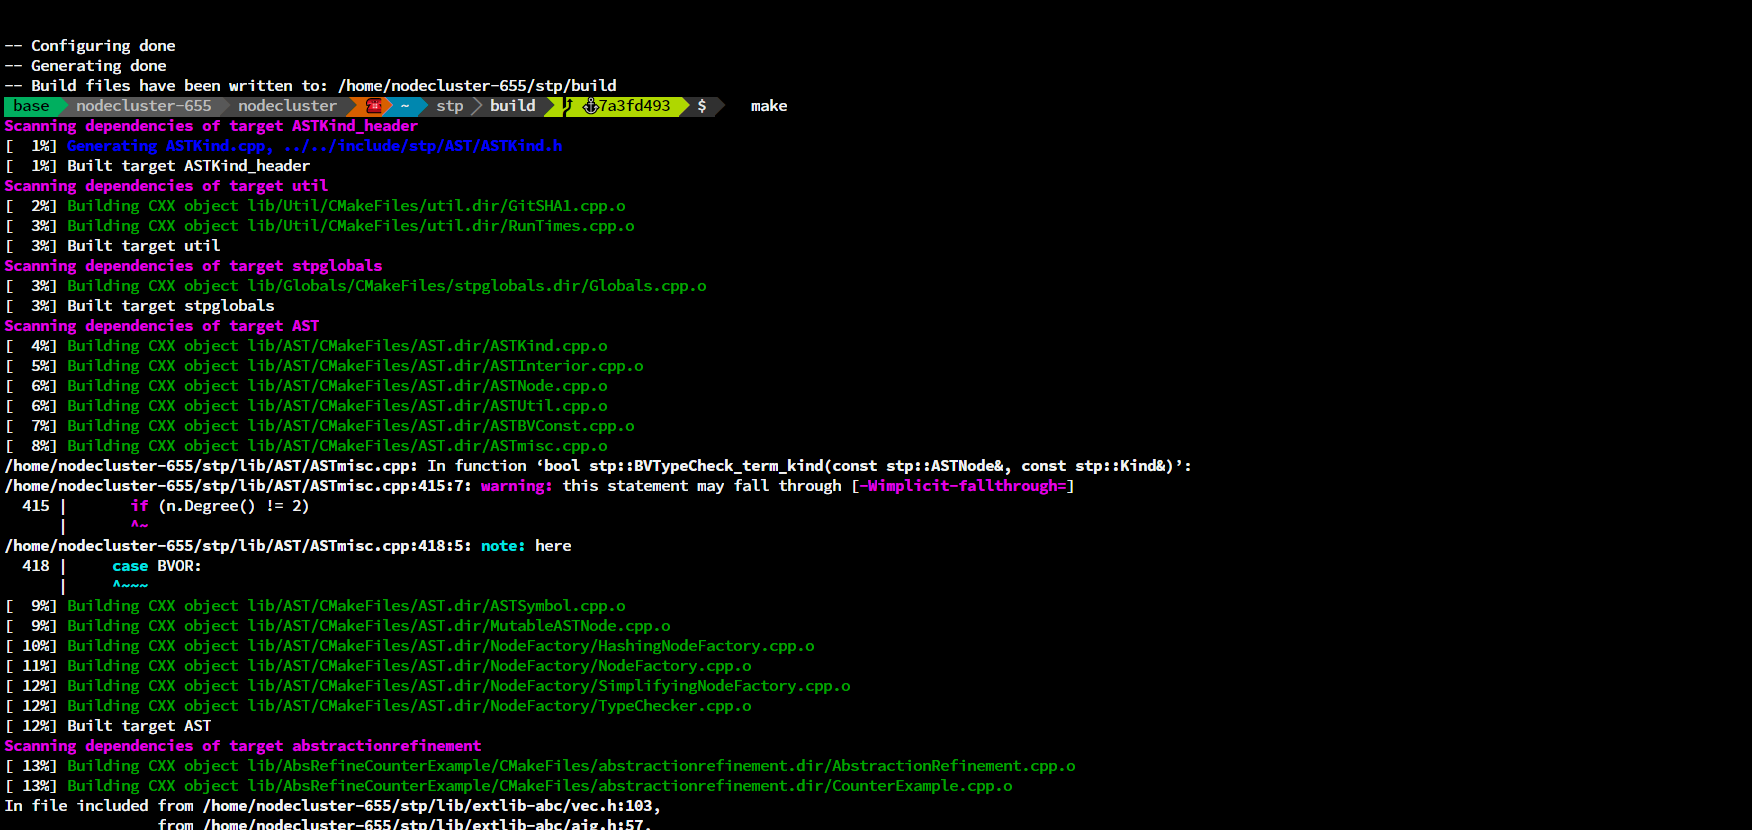 -- Configuring done
-- Generating done
-- Build files have been written to: /home/nodecluster-655/stp/build
base nodecluster-655 nodecluster ~ stp build 7a3fd493 $ make
Scanning dependencies of target ASTKind_header
[  1%] Generating ASTKind.cpp, ../../include/stp/AST/ASTKind.h
[  1%] Built target ASTKind_header
Scanning dependencies of target util
[  2%] Building CXX object lib/Util/CMakeFiles/util.dir/GitSHA1.cpp.o
[  3%] Building CXX object lib/Util/CMakeFiles/util.dir/RunTimes.cpp.o
[  3%] Built target util
Scanning dependencies of target stpglobals
[  3%] Building CXX object lib/Globals/CMakeFiles/stpglobals.dir/Globals.cpp.o
[  3%] Built target stpglobals
Scanning dependencies of target AST
[  4%] Building CXX object lib/AST/CMakeFiles/AST.dir/ASTKind.cpp.o
[  5%] Building CXX object lib/AST/CMakeFiles/AST.dir/ASTInterior.cpp.o
[  6%] Building CXX object lib/AST/CMakeFiles/AST.dir/ASTNode.cpp.o
[  6%] Building CXX object lib/AST/CMakeFiles/AST.dir/ASTUtil.cpp.o
[  7%] Building CXX object lib/AST/CMakeFiles/AST.dir/ASTBVConst.cpp.o
[  8%] Building CXX object lib/AST/CMakeFiles/AST.dir/ASTmisc.cpp.o
/home/nodecluster-655/stp/lib/AST/ASTmisc.cpp: In function ‘bool stp::BVTypeCheck_term_kind(const stp::ASTNode&, const stp::Kind&)’:
/home/nodecluster-655/stp/lib/AST/ASTmisc.cpp:415:7: warning: this statement may fall through [-Wimplicit-fallthrough=]
  415 |       if (n.Degree() != 2)
      |       ^~
/home/nodecluster-655/stp/lib/AST/ASTmisc.cpp:418:5: note: here
  418 |     case BVOR:
      |     ^~~~
[  9%] Building CXX object lib/AST/CMakeFiles/AST.dir/ASTSymbol.cpp.o
[  9%] Building CXX object lib/AST/CMakeFiles/AST.dir/MutableASTNode.cpp.o
[ 10%] Building CXX object lib/AST/CMakeFiles/AST.dir/NodeFactory/HashingNodeFactory.cpp.o
[ 11%] Building CXX object lib/AST/CMakeFiles/AST.dir/NodeFactory/NodeFactory.cpp.o
[ 12%] Building CXX object lib/AST/CMakeFiles/AST.dir/NodeFactory/SimplifyingNodeFactory.cpp.o
[ 12%] Building CXX object lib/AST/CMakeFiles/AST.dir/NodeFactory/TypeChecker.cpp.o
[ 12%] Built target AST
Scanning dependencies of target abstractionrefinement
[ 13%] Building CXX object lib/AbsRefineCounterExample/CMakeFiles/abstractionrefinement.dir/AbstractionRefinement.cpp.o
[ 13%] Building CXX object lib/AbsRefineCounterExample/CMakeFiles/abstractionrefinement.dir/CounterExample.cpp.o
In file included from /home/nodecluster-655/stp/lib/extlib-abc/vec.h:103,
                 from /home/nodecluster-655/stp/lib/extlib-abc/aig.h:57,